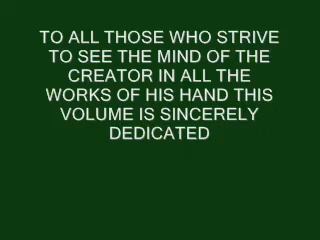 TO ALL THOSE WHO STRIVE
TO SEE THE MIND OF THE
CREATOR IN ALL THE
WORKS OF HIS HAND THIS
VOLUME IS SINCERELY
DEDICATED